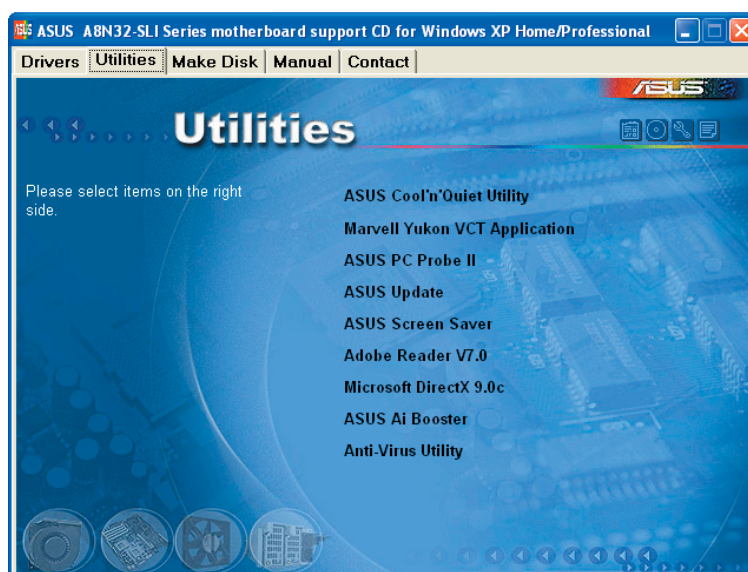 ASUS A8N32-SLI Series motherboard support CD for Windows XP Home/Professional
Drivers Utilities Make Disk Manual Contact
ASUS
Utilities
Please select items on the right
side.
ASUS Cool'n'Quiet Utility
Marvell Yukon VCT Application
ASUS PC Probe II
ASUS Update
ASUS Screen Saver
Adobe Reader V7.0
Microsoft DirectX 9.0c
ASUS Ai Booster
Anti-Virus Utility